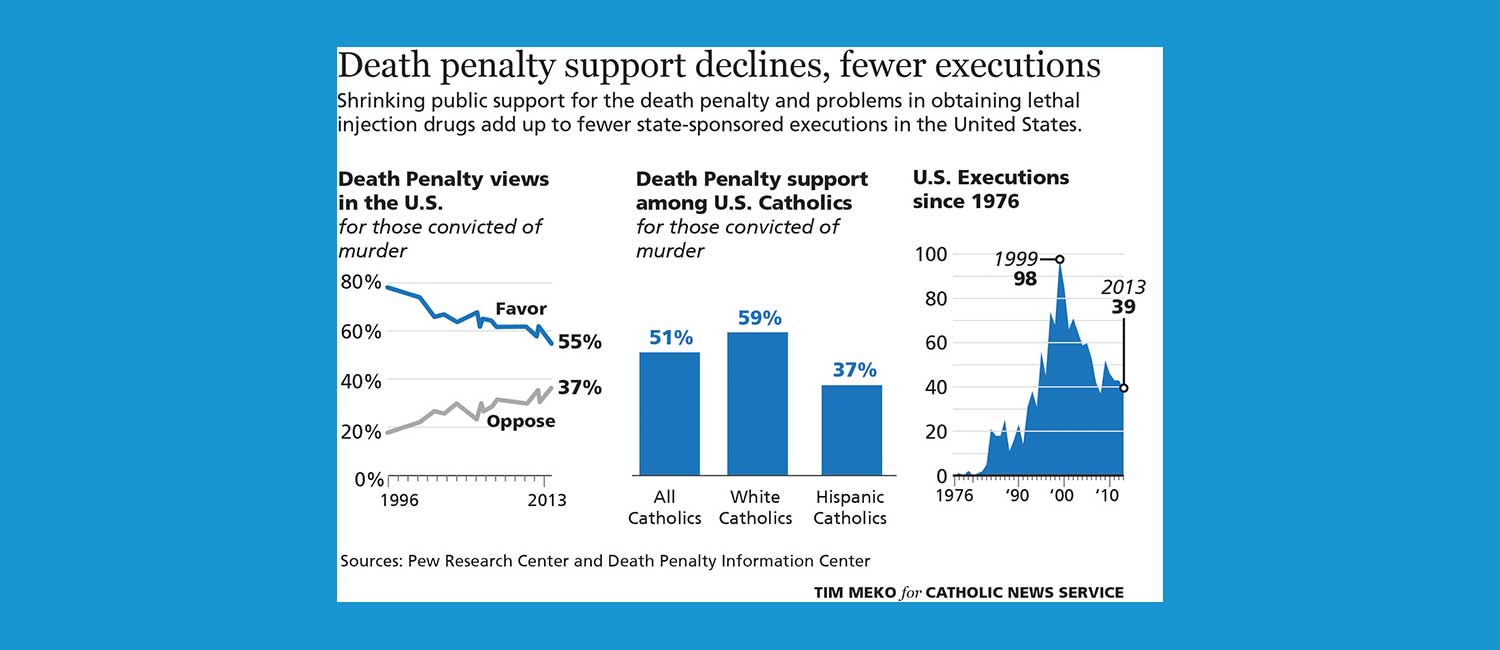 Death penalty support declines, fewer executions
Shrinking public support for the death penalty and problems in obtaining lethal
injection drugs add up to fewer state-sponsored executions in the United States.
Death Penalty views
in the U.S.
for those convicted of
murder
80%
60%
40%
20%
0%
Favor
55%
37%
Oppose
1996
2013
Death Penalty support
among U.S. Catholics
for those convicted of
murder
51%
59%
37%
All
Catholics
White
Catholics
Hispanic
Catholics
U.S. Executions
since 1976
100
80
60
40
20
0
1999
98
2013
39
1976
'90
'00
'10
Sources: Pew Research Center and Death Penalty Information Center
TIM MEKO for CATHOLIC NEWS SERVICE